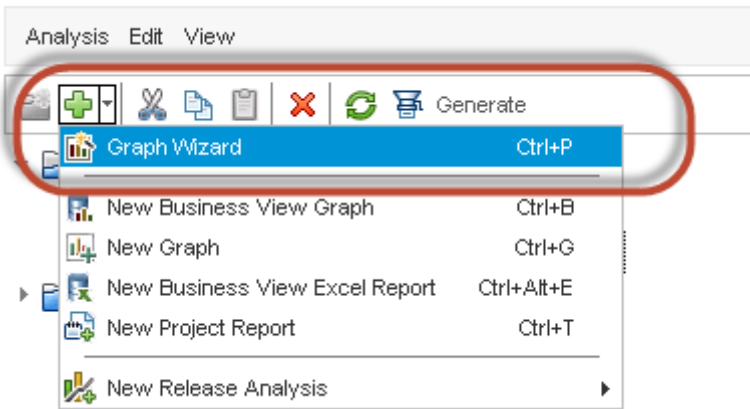 Analysis Edit View
Generate
Graph Wizard Ctrl+P
New Business View Graph Ctrl+B
New Graph Ctrl+G
New Business View Excel Report Ctrl+Alt+E
New Project Report Ctrl+T
New Release Analysis